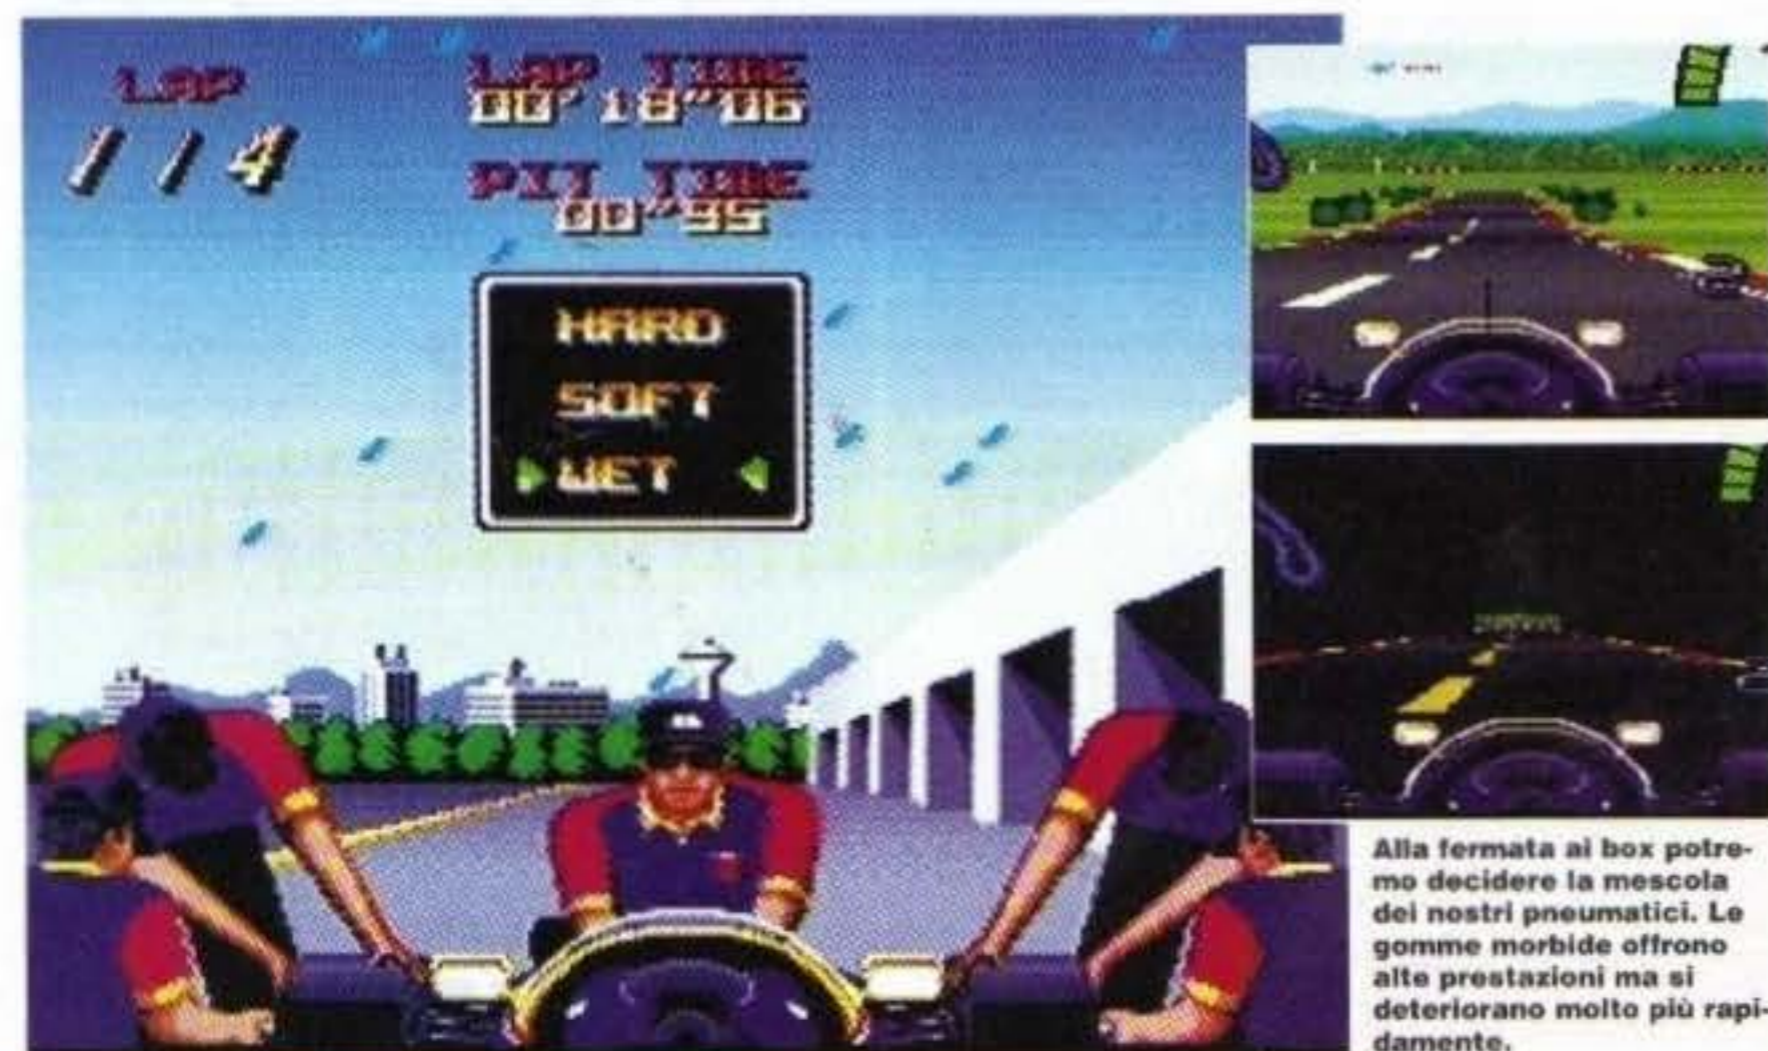 LAP
1/4
LAP TIME
00'18"06
PIT TIME
00"95
HARD
SOFT
WET
Alla fermata ai box potre-
mo decidere la mescola
dei nostri pneumatici. Le
gomme morbide offrono
alte prestazioni ma si
deteriorano molto più rapi-
damente.